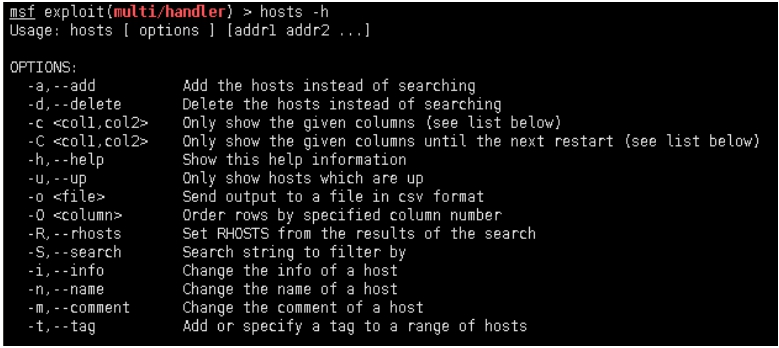 msf exploit(multi/handler) > hosts -h
Usage: hosts [ options ] [addr1 addr2 ...]
OPTIONS:
-a,--add Add the hosts instead of searching
-d,--delete Delete the hosts instead of searching
-c <col1,col2> Only show the given columns (see list below)
-C <col1,col2> Only show the given columns until the next restart (see list below)
-h,--help Show this help information
-u,--up Only show hosts which are up
-o <file> Send output to a file in csv format
-O <column> Order rows by specified column number
-R,--rhosts Set RHOSTS from the results of the search
-S,--search Search string to filter by
-i,--info Change the info of a host
-n,--name Change the name of a host
-m,--comment Change the comment of a host
-t,--tag Add or specify a tag to a range of hosts